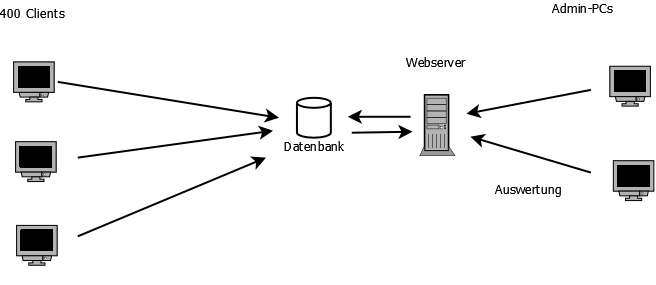 400 Clients
Admin-PCs
Webserver
Datenbank
Auswertung